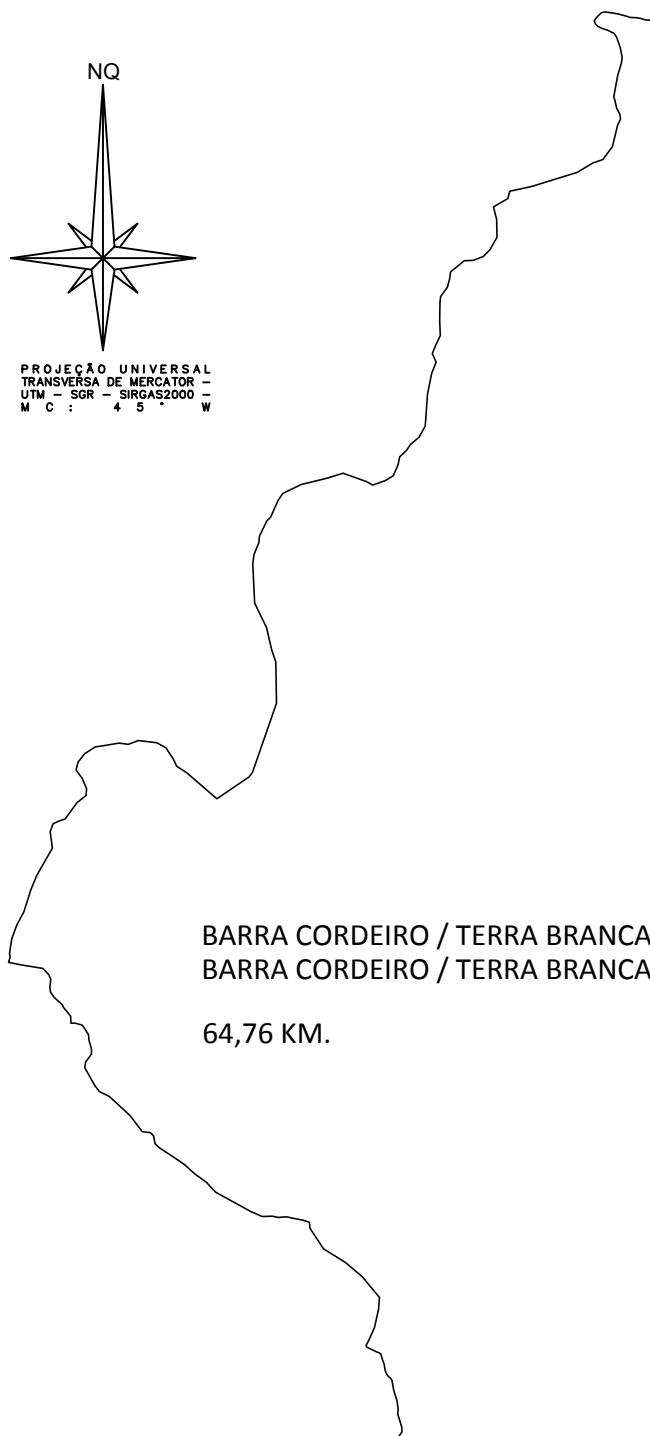 NQ
PROJEÇÃO UNIVERSAL
TRANSVERSA DE MERCATOR –
UTM – SGR – SIRGAS2000 –
M C : 4 5 ° W
BARRA CORDEIRO / TERRA BRANCA
BARRA CORDEIRO / TERRA BRANCA
64,76 KM.